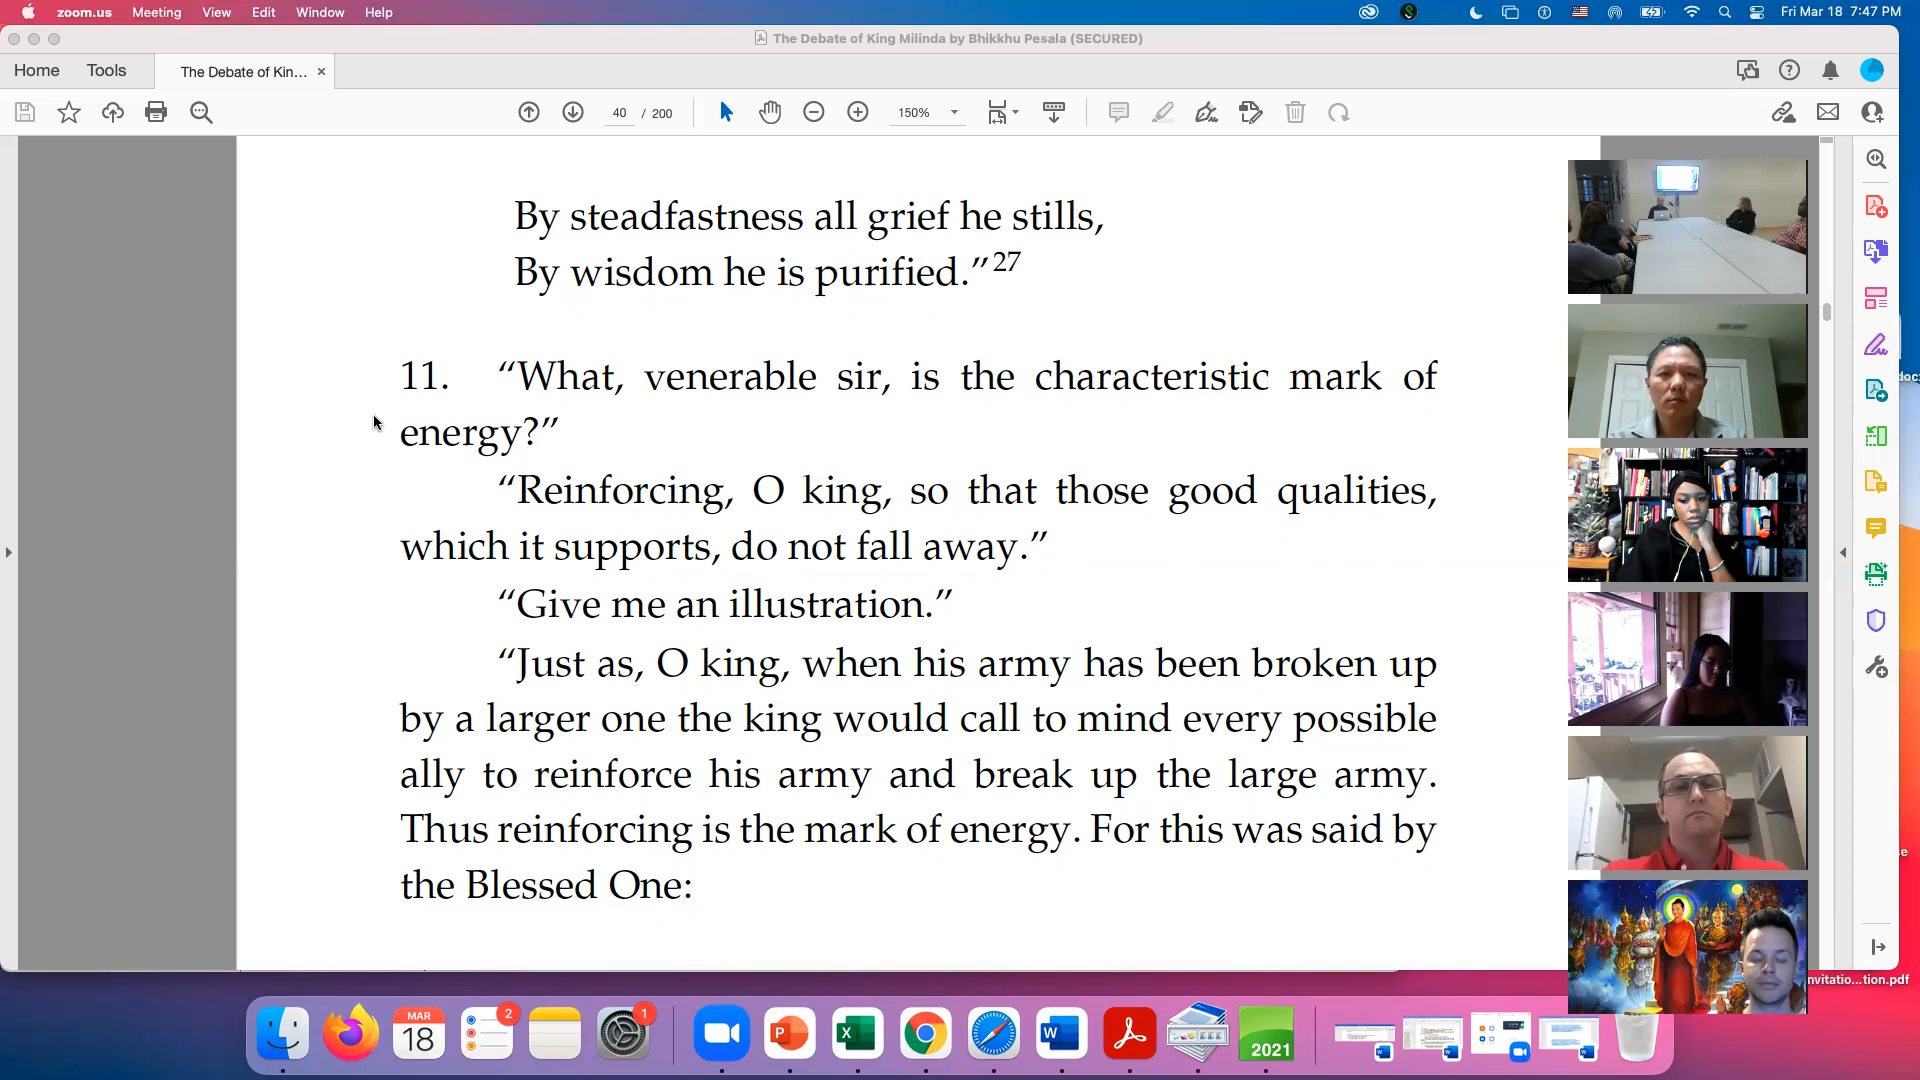 zoom.us Meeting View Edit Window Help Fri Mar 18 7:47 PM
The Debate of King Milinda by Bhikkhu Pesala (SECURED)
Home Tools The Debate of Kin... ×
40 / 200 150%
By steadfastness all grief he stills,
By wisdom he is purified.”27
11. “What, venerable sir, is the characteristic mark of
energy?”
“Reinforcing, O king, so that those good qualities,
which it supports, do not fall away.”
“Give me an illustration.”
“Just as, O king, when his army has been broken up
by a larger one the king would call to mind every possible
ally to reinforce his army and break up the large army.
Thus reinforcing is the mark of energy. For this was said by
the Blessed One:
nvitatio...tion.pdf
MAR
18
2
1
2021